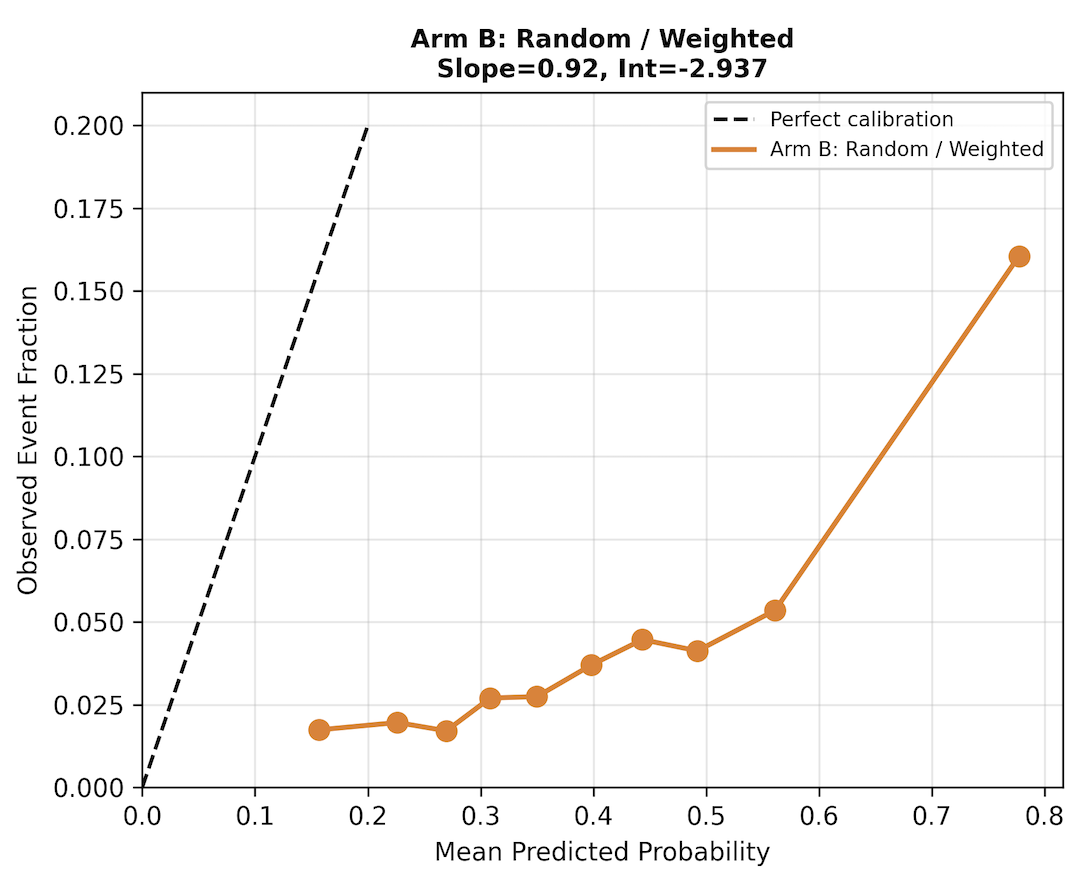 Arm B: Random / Weighted
Slope=0.92, Int=-2.937
Perfect calibration
Arm B: Random / Weighted
Observed Event Fraction
0.200
0.175
0.150
0.125
0.100
0.075
0.050
0.025
0.000
0.0 0.1 0.2 0.3 0.4 0.5 0.6 0.7 0.8
Mean Predicted Probability